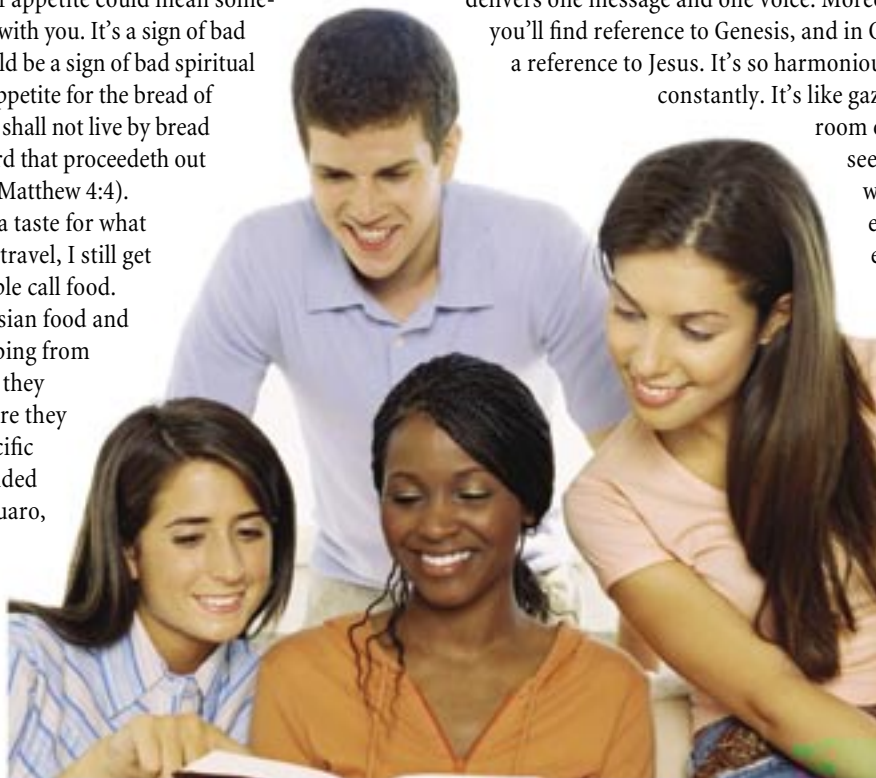 appetite could mean some-
with you. It’s a sign of bad
ld be a sign of bad spiritual
ppetite for the bread of
shall not live by bread
rd that proceedeth out
Matthew 4:4).
a taste for what
travel, I still get
ple call food.
sian food and
ping from
they
re they
cific
ded
uaro,
delivers one message and one voice. Moreo
you’ll find reference to Genesis, and in
a reference to Jesus. It’s so harmoniou
constantly. It’s like gaz
room
see
w
e
e